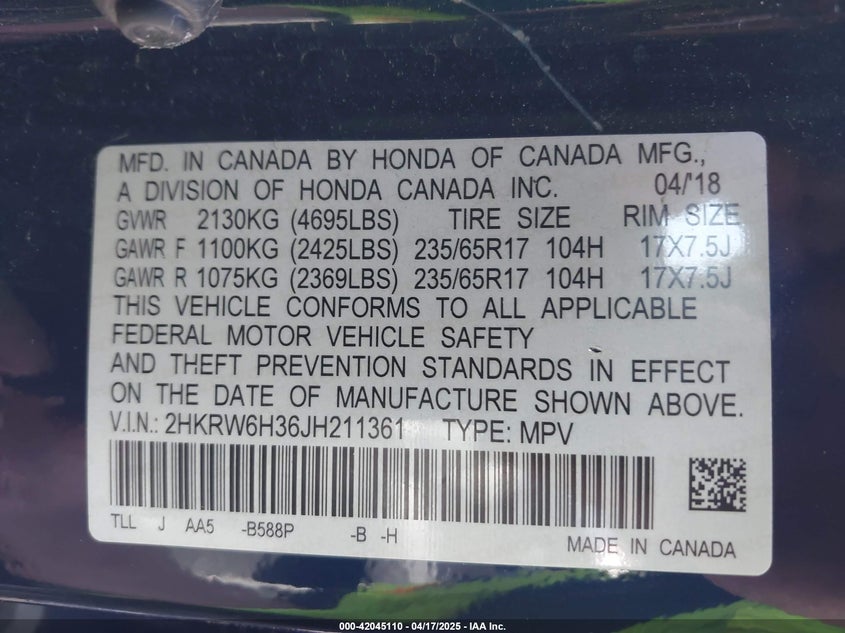 MFD. IN CANADA BY HONDA OF CANADA MFG.,
A DIVISION OF HONDA CANADA INC. 04/'18
GVWR 2130KG (4695LBS) TIRE SIZE RIM SIZE
GAWR F 1100KG (2425LBS) 235/65R17 104H 17X7.5J
GAWR R 1075KG (2369LBS) 235/65R17 104H 17X7.5J
THIS VEHICLE CONFORMS TO ALL APPLICABLE
FEDERAL MOTOR VEHICLE SAFETY
AND THEFT PREVENTION STANDARDS IN EFFECT
ON THE DATE OF MANUFACTURE SHOWN ABOVE.
V.I.N.: 2HKRW6H36JH211361 TYPE: MPV
TLL J AA5 -B588P -B -H
MADE IN CANADA
000-42045110 - 04/17/2025 - IAA Inc.